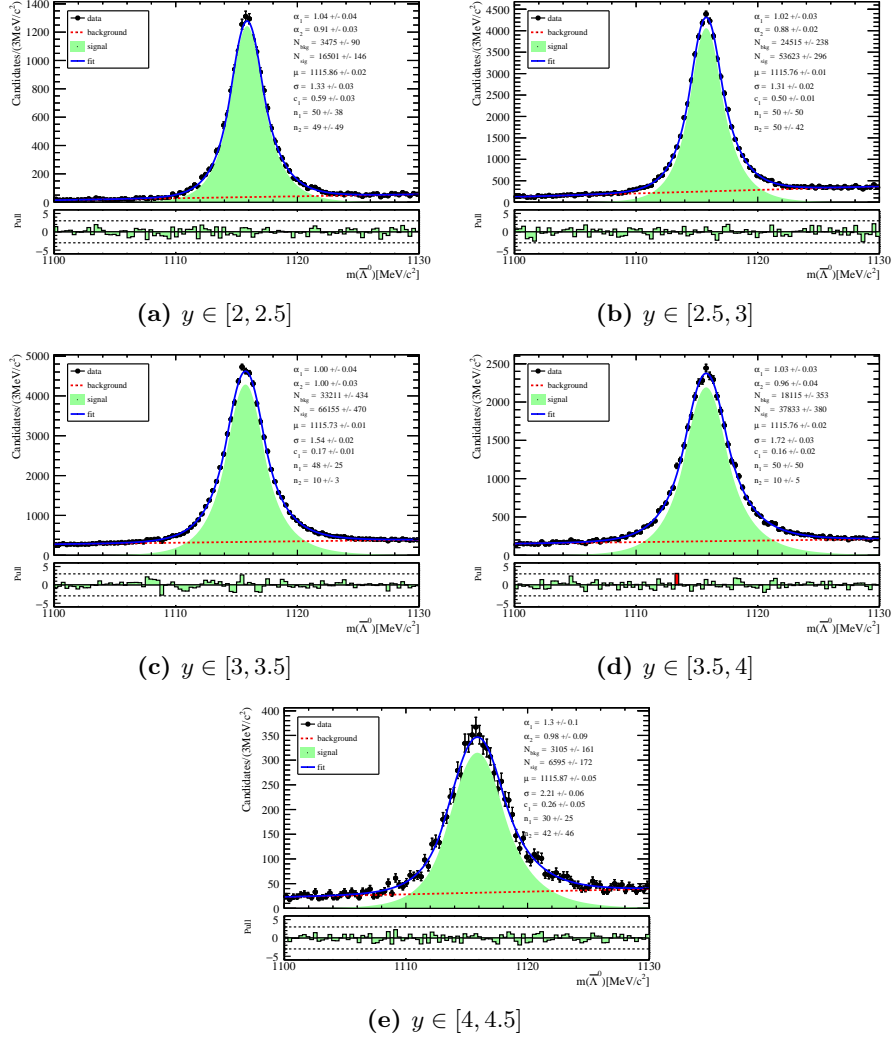 Candidates/(3MeV/c²)
1400
1200
1000
800
600
400
200
0
data
background
signal
fit
α₁ = 1.04 +/- 0.04
α₂ = 0.91 +/- 0.03
N_bkg = 3475 +/- 90
N_sig = 16501 +/- 146
μ = 1115.86 +/- 0.02
σ = 1.33 +/- 0.03
c₁ = 0.59 +/- 0.03
n₁ = 50 +/- 38
n₂ = 49 +/- 49
Pull
5
0
−5
1100 1110 1120 1130
m(Λ̅⁰)[MeV/c²]
(a) y ∈ [2, 2.5]
Candidates/(3MeV/c²)
4500
4000
3500
3000
2500
2000
1500
1000
500
0
data
background
signal
fit
α₁ = 1.02 +/- 0.03
α₂ = 0.88 +/- 0.02
N_bkg = 24515 +/- 238
N_sig = 53623 +/- 296
μ = 1115.76 +/- 0.01
σ = 1.31 +/- 0.02
c₁ = 0.50 +/- 0.01
n₁ = 50 +/- 50
n₂ = 50 +/- 42
Pull
5
0
−5
1100 1110 1120 1130
m(Λ̅⁰)[MeV/c²]
(b) y ∈ [2.5, 3]
Candidates/(3MeV/c²)
5000
4000
3000
2000
1000
0
data
background
signal
fit
α₁ = 1.00 +/- 0.04
α₂ = 1.00 +/- 0.03
N_bkg = 33211 +/- 434
N_sig = 66155 +/- 470
μ = 1115.73 +/- 0.01
σ = 1.54 +/- 0.02
c₁ = 0.17 +/- 0.01
n₁ = 48 +/- 25
n₂ = 10 +/- 3
Pull
5
0
−5
1100 1110 1120 1130
m(Λ̅⁰)[MeV/c²]
(c) y ∈ [3, 3.5]
Candidates/(3MeV/c²)
2500
2000
1500
1000
500
0
data
background
signal
fit
α₁ = 1.03 +/- 0.03
α₂ = 0.96 +/- 0.04
N_bkg = 18115 +/- 353
N_sig = 37833 +/- 380
μ = 1115.76 +/- 0.02
σ = 1.72 +/- 0.03
c₁ = 0.16 +/- 0.02
n₁ = 50 +/- 50
n₂ = 10 +/- 5
Pull
5
0
−5
1100 1110 1120 1130
m(Λ̅⁰)[MeV/c²]
(d) y ∈ [3.5, 4]
Candidates/(3MeV/c²)
400
350
300
250
200
150
100
50
0
data
background
signal
fit
α₁ = 1.3 +/- 0.1
α₂ = 0.98 +/- 0.09
N_bkg = 3105 +/- 161
N_sig = 6595 +/- 172
μ = 1115.87 +/- 0.05
σ = 2.21 +/- 0.06
c₁ = 0.26 +/- 0.05
n₁ = 30 +/- 25
n₂ = 42 +/- 46
Pull
5
0
−5
1100 1110 1120 1130
m(Λ̅⁰)[MeV/c²]
(e) y ∈ [4, 4.5]